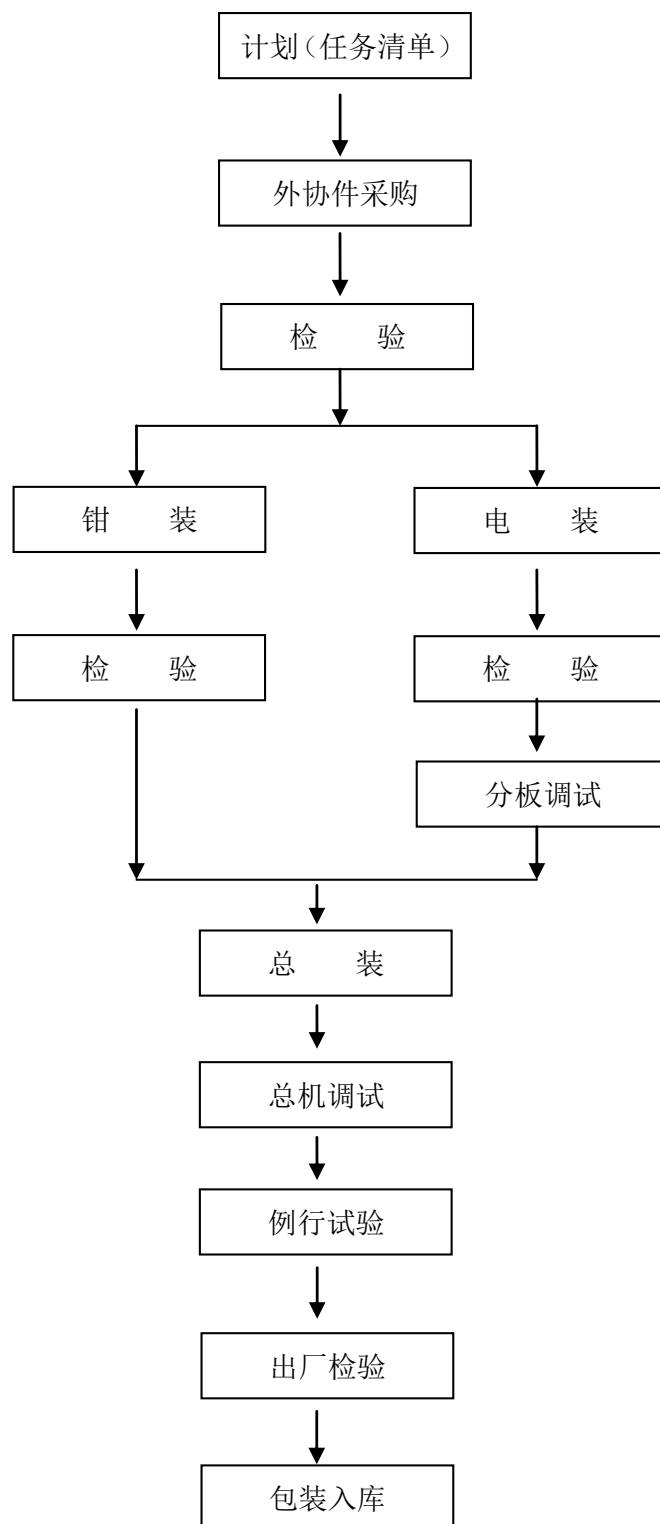 计划（任务清单）
外协件采购
检 验
钳 装
电 装
检 验
检 验
分板调试
总 装
总机调试
例行试验
出厂检验
包装入库